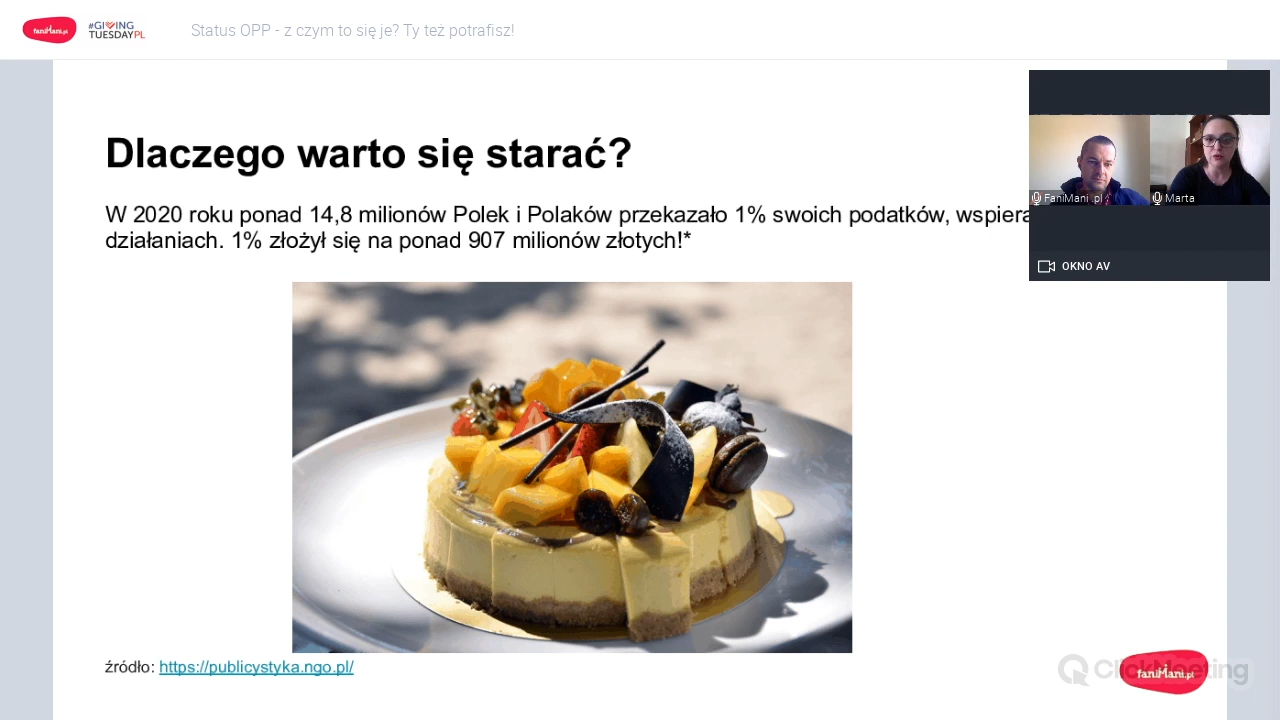 faniMani.pl
#GIVING
TUESDAYPL
Status OPP - z czym to się je? Ty też potrafisz!
Dlaczego warto się starać?
W 2020 roku ponad 14,8 milionów Polek i Polaków przekazało 1% swoich podatków, wspiera
działaniach. 1% złożył się na ponad 907 milionów złotych!*
FaniMani .pl
Marta
OKNO AV
źródło: https://publicystyka.ngo.pl/
ClickMeeting
faniMani.pl